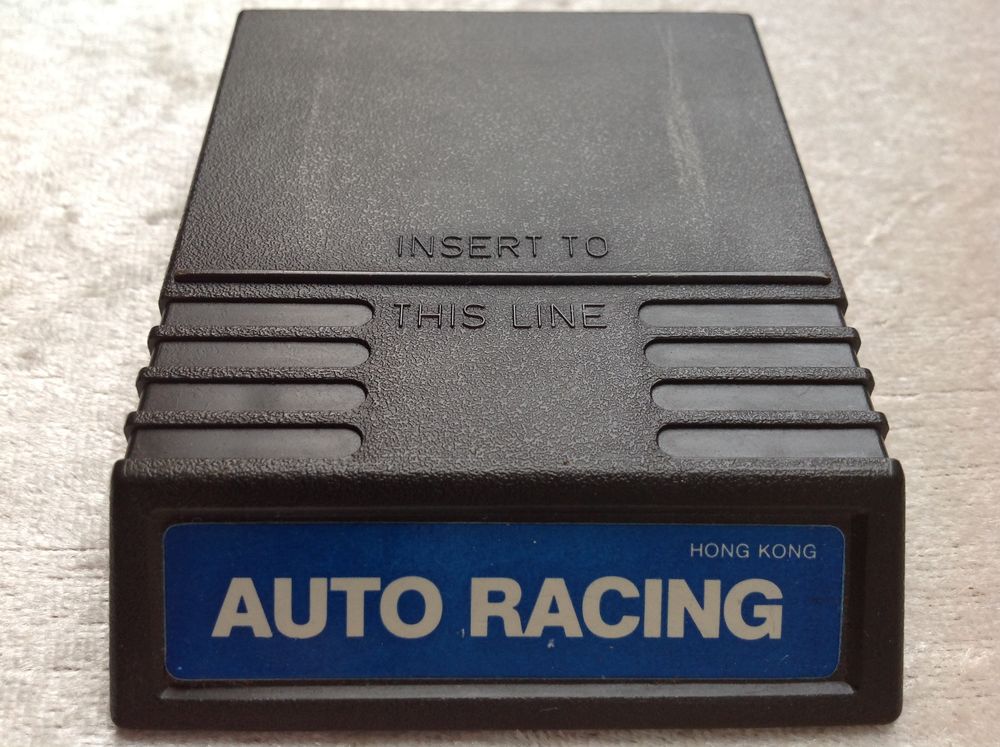 INSERT TO
THIS LINE
HONG KONG
AUTO RACING